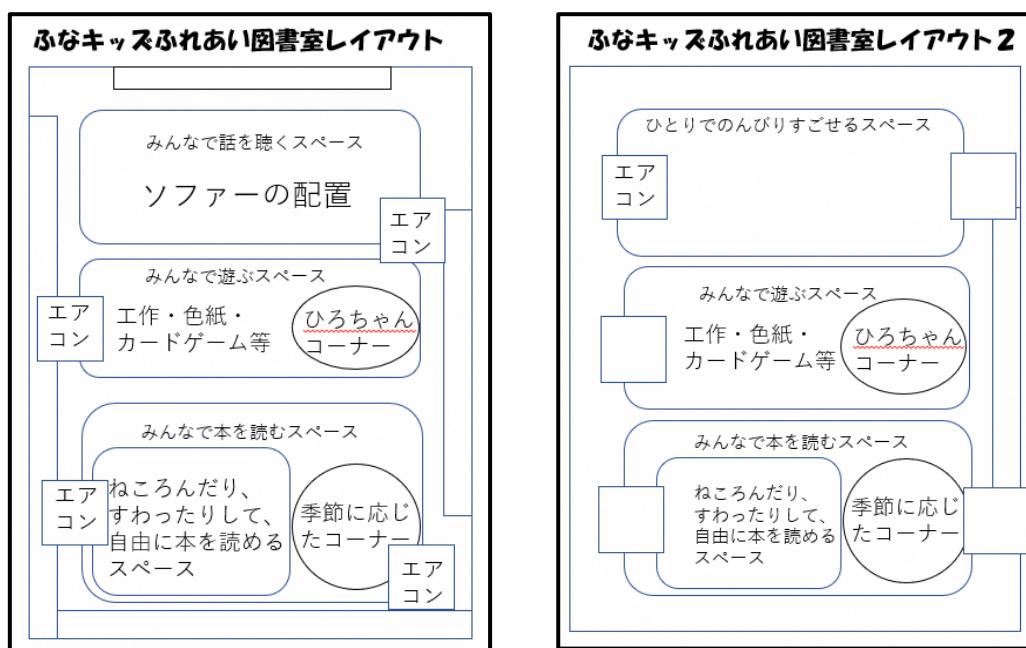 ふなキッズふれあい図書室レイアウト
みんなで話を聴くスペース
ソファーの配置
エア
コン
みんなで遊ぶスペース
エア
コン
工作・色紙・
カードゲーム等
ひろちゃん
コーナー
みんなで本を読むスペース
エア
コン
ねころんだり、
すわったりして、
自由に本を読める
スペース
季節に応じ
たコーナー
エア
コン
ふなキッズふれあい図書室レイアウト2
ひとりでのんびりすごせるスペース
エア
コン
みんなで遊ぶスペース
工作・色紙・
カードゲーム等
ひろちゃん
コーナー
みんなで本を読むスペース
ねころんだり、
すわったりして、
自由に本を読める
スペース
季節に応じ
たコーナー